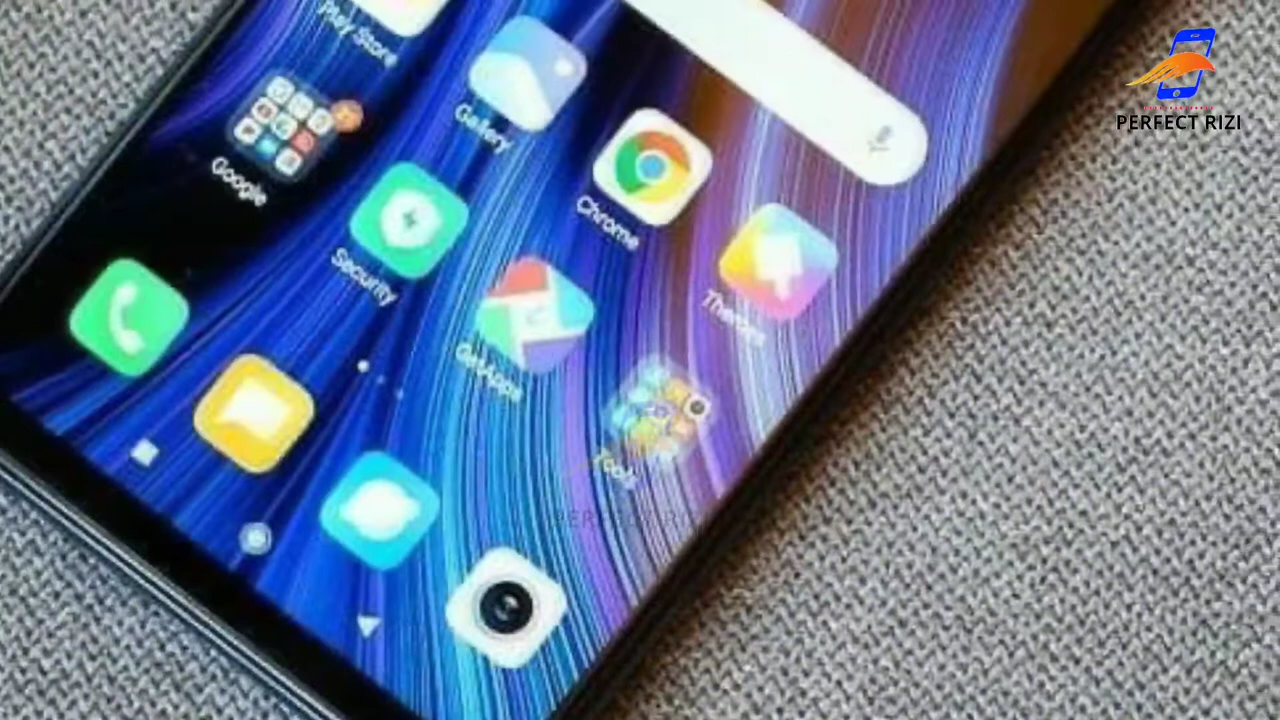 Play Store
Gallery
PERFECT RIZI
Google
Chrome
Security
Themes
GetApps
Tools